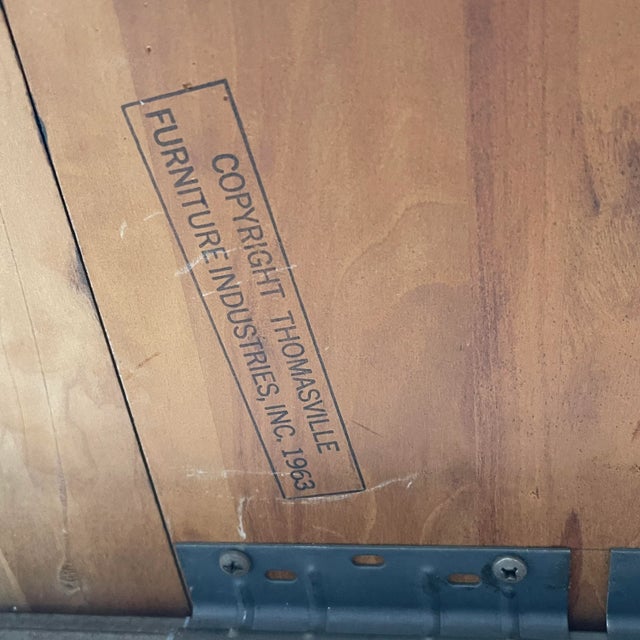 COPYRIGHT THOMASVILLE
FURNITURE INDUSTRIES, INC. 1963